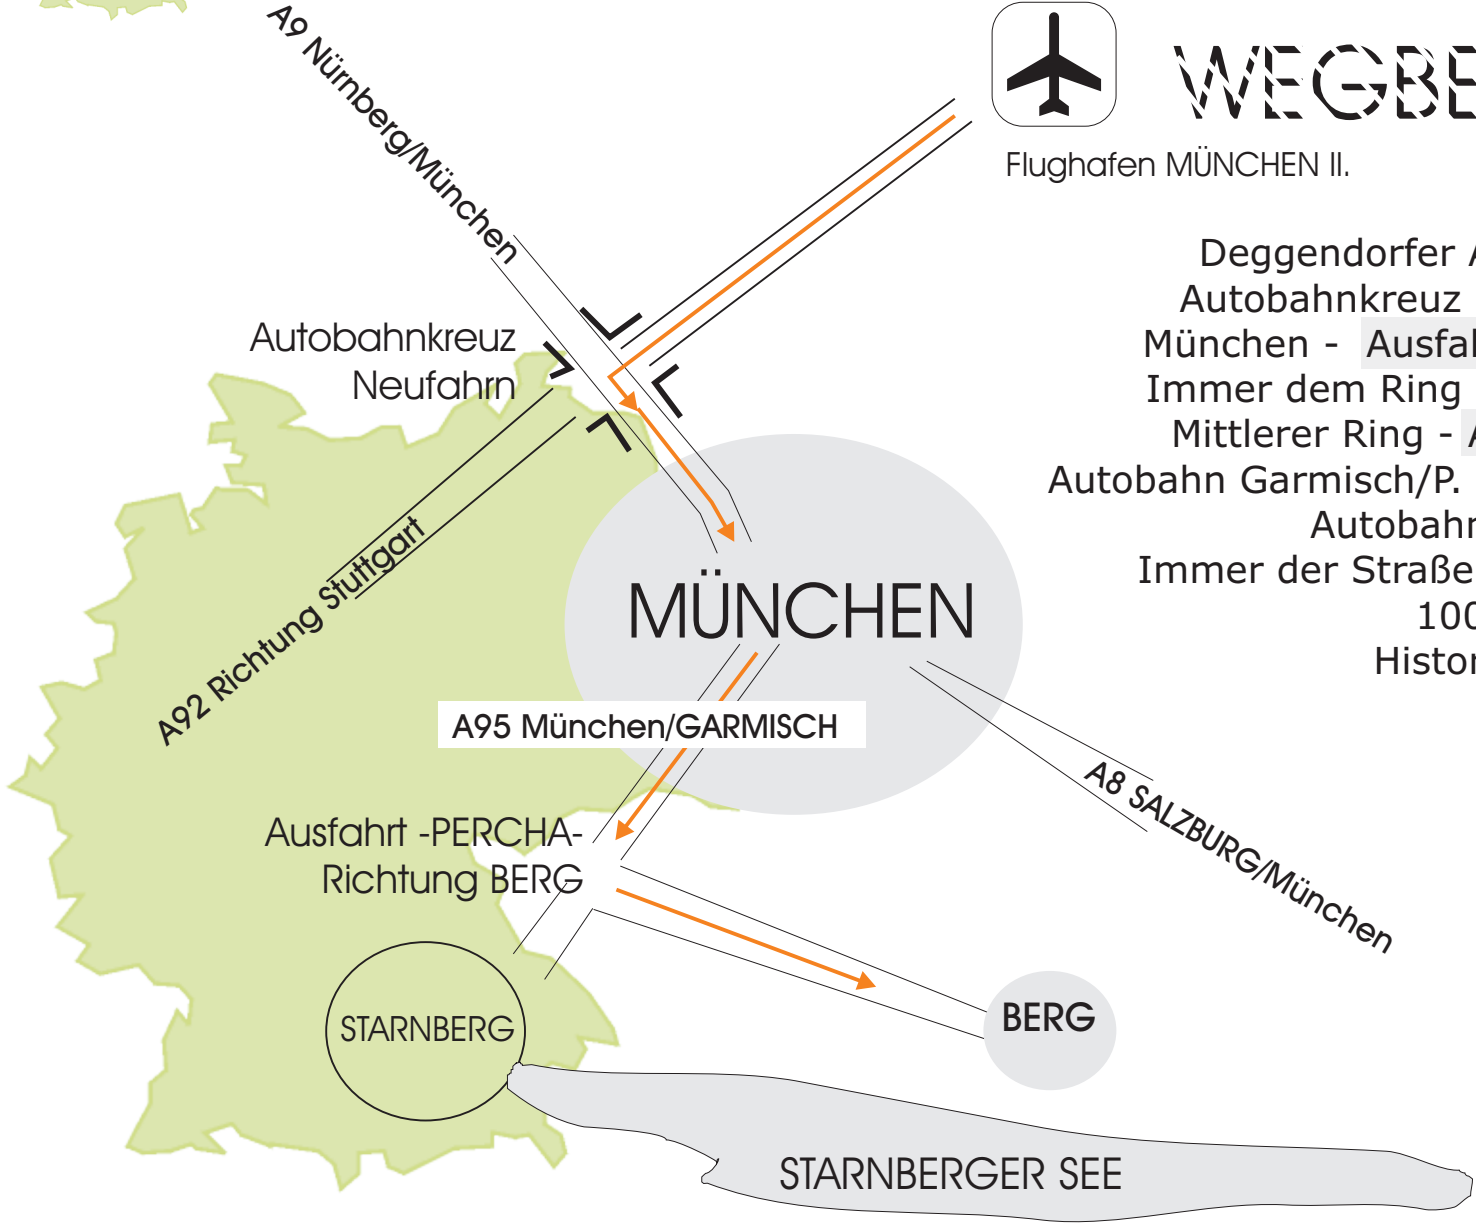 A9 Nürnberg/München
WEGBE
Flughafen MÜNCHEN II.
Deggendorfer A
Autobahnkreuz
München - Ausfal
Immer dem Ring
Mittlerer Ring - A
Autobahn Garmisch/P.
Autobahn
Immer der Straße
100
Histor
Autobahnkreuz
Neufahrn
A92 Richtung Stuttgart
MÜNCHEN
A95 München/GARMISCH
A8 SALZBURG/München
Ausfahrt -PERCHA-
Richtung BERG
STARNBERG
BERG
STARNBERGER SEE